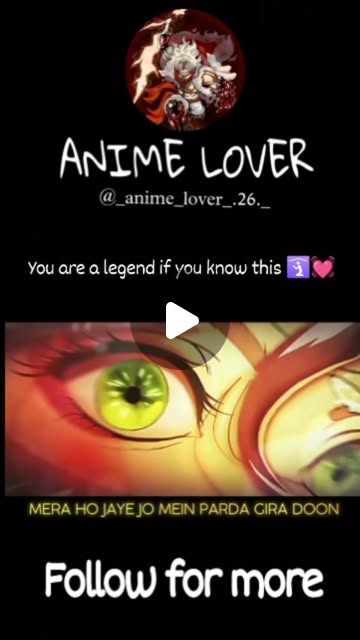 ANIME LOVER
@_anime_lover_.26._
You are a legend if you know this 🛐💓
MERA HO JAYE JO MEIN PARDA GIRA DOON
Follow for more